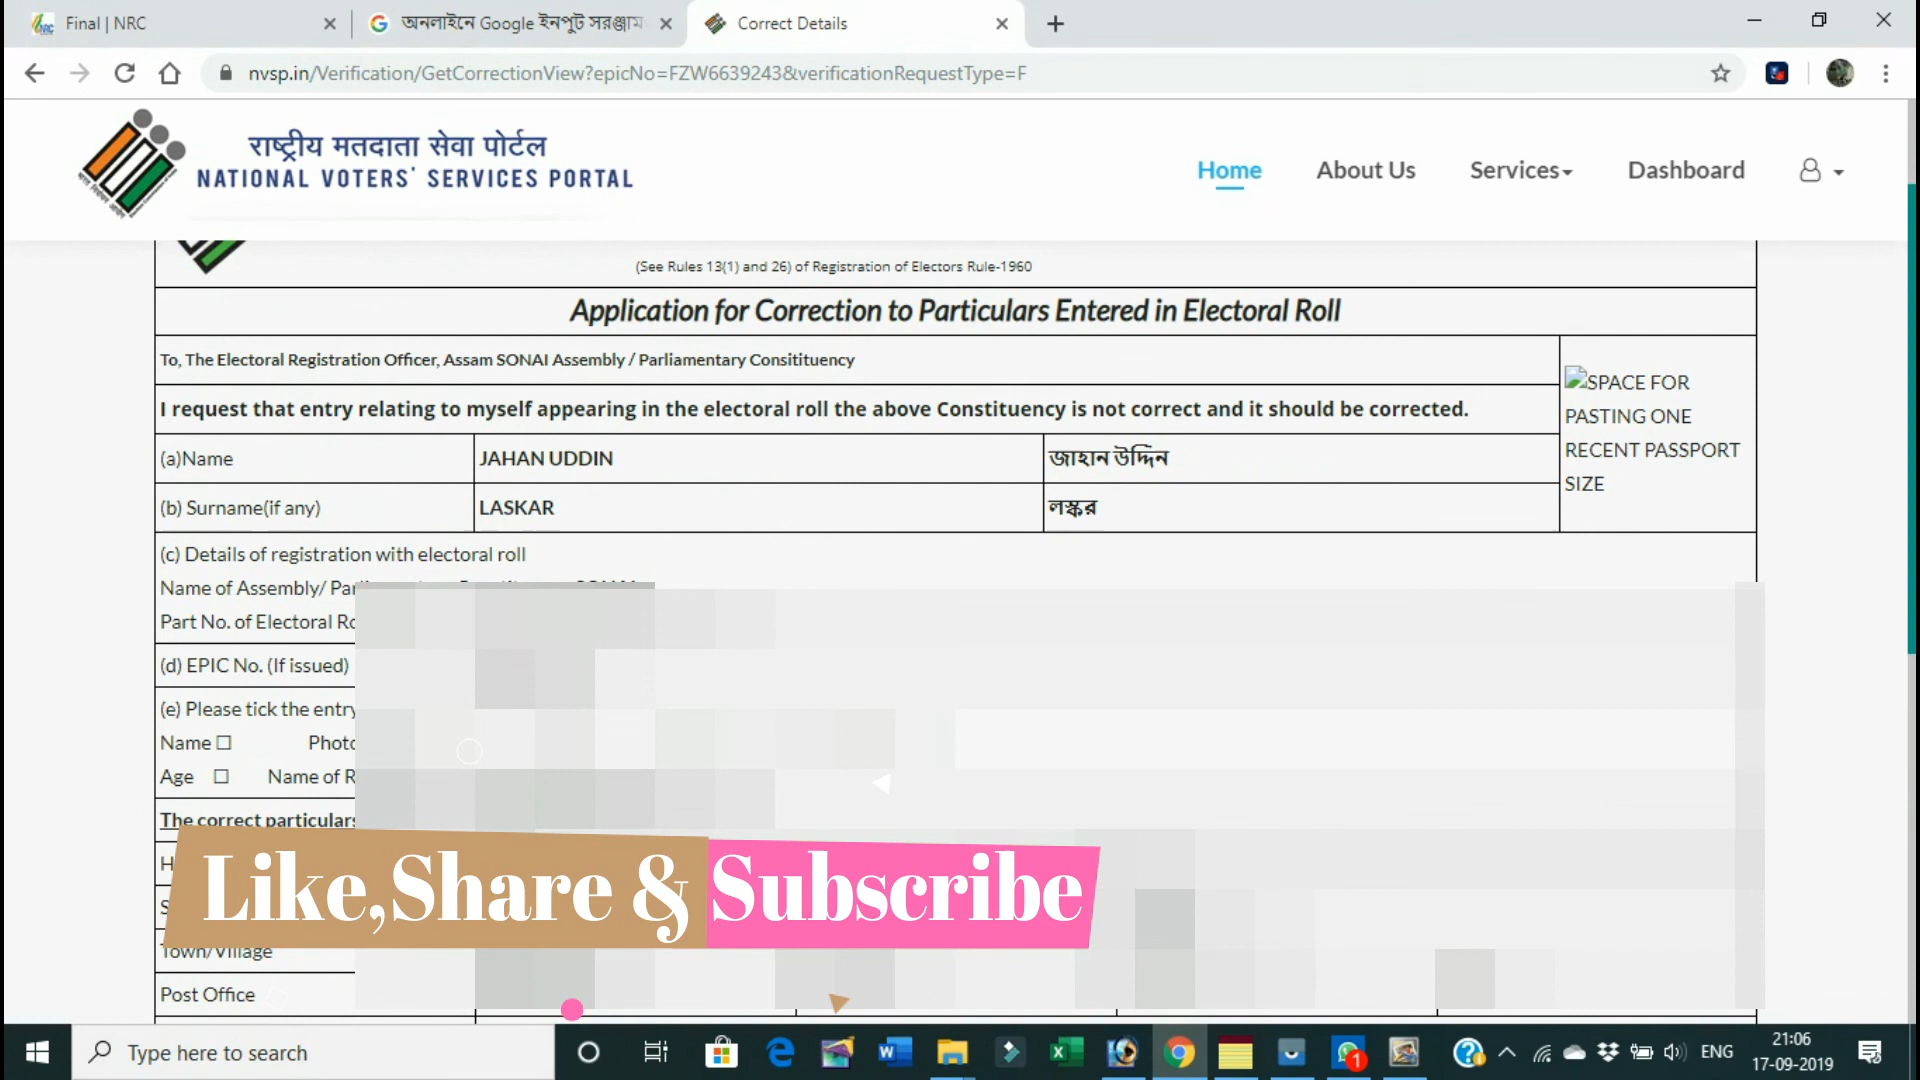 Final | NRC
অনলাইনে Google ইনপুট সরঞ্জাম
Correct Details
nvsp.in/Verification/GetCorrectionView?epicNo=FZW6639243&verificationRequestType=F
राष्ट्रीय मतदाता सेवा पोर्टल
NATIONAL VOTERS' SERVICES PORTAL
Home
About Us
Services
Dashboard
(See Rules 13(1) and 26) of Registration of Electors Rule-1960
Application for Correction to Particulars Entered in Electoral Roll
To, The Electoral Registration Officer, Assam SONAI Assembly / Parliamentary Consitituency
I request that entry relating to myself appearing in the electoral roll the above Constituency is not correct and it should be corrected.
SPACE FOR
PASTING ONE
RECENT PASSPORT
SIZE
(a)Name JAHAN UDDIN জাহান উদ্দিন
(b) Surname(if any) LASKAR লস্কর
(c) Details of registration with electoral roll
Name of Assembly/
Part No. of Electoral
(d) EPIC No. (If issued)
(e) Please tick the entry
Name ☐ Photo
Age ☐ Name of
The correct particulars
Like,Share & Subscribe
Town/Village
Post Office
Type here to search
ENG
21:06
17-09-2019
1